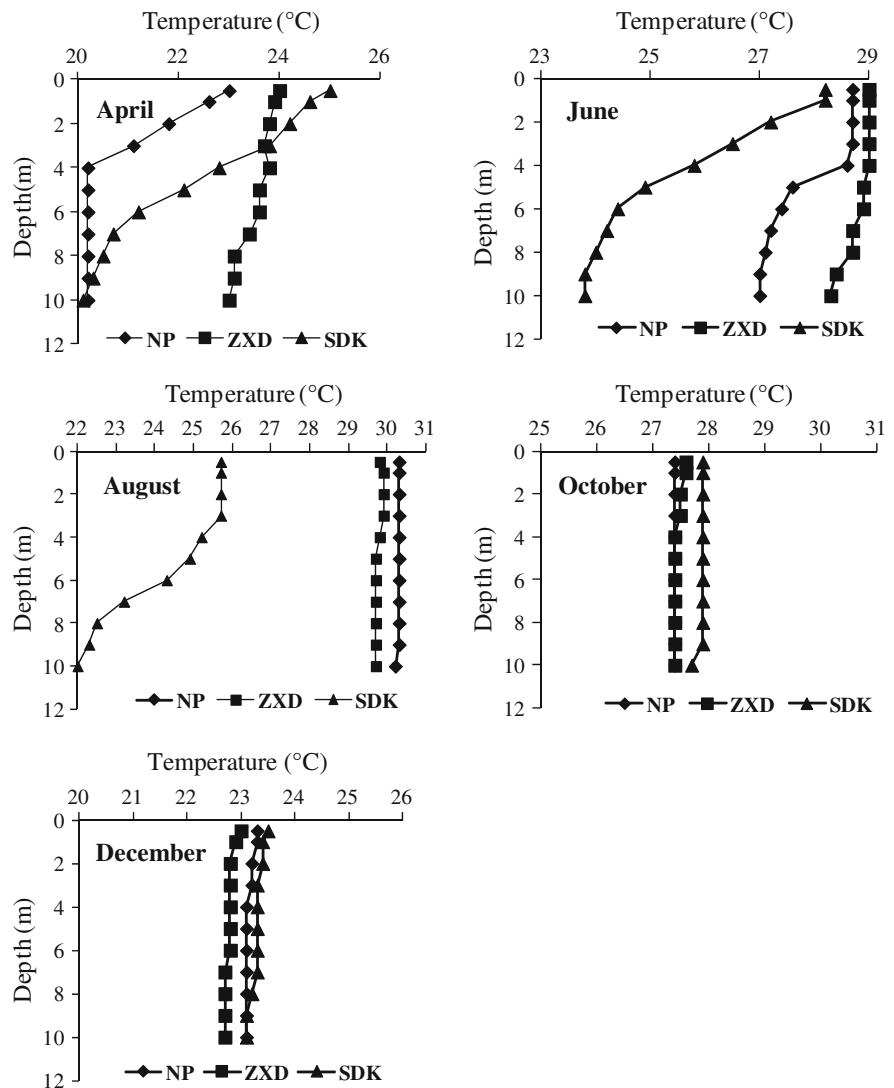 Temperature (°C)
20 22 24 26
0
2
4
6
8
10
12
Depth(m)
April
NP ZXD SDK
Temperature (°C)
23 25 27 29
0
2
4
6
8
10
12
Depth (m)
June
NP ZXD SDK
Temperature (°C)
22 23 24 25 26 27 28 29 30 31
0
2
4
6
8
10
12
Depth (m)
August
NP ZXD SDK
Temperature (°C)
25 26 27 28 29 30 31
0
2
4
6
8
10
12
Depth (m)
October
NP ZXD SDK
Temperature (°C)
20 21 22 23 24 25 26
0
2
4
6
8
10
12
Depth (m)
December
NP ZXD SDK